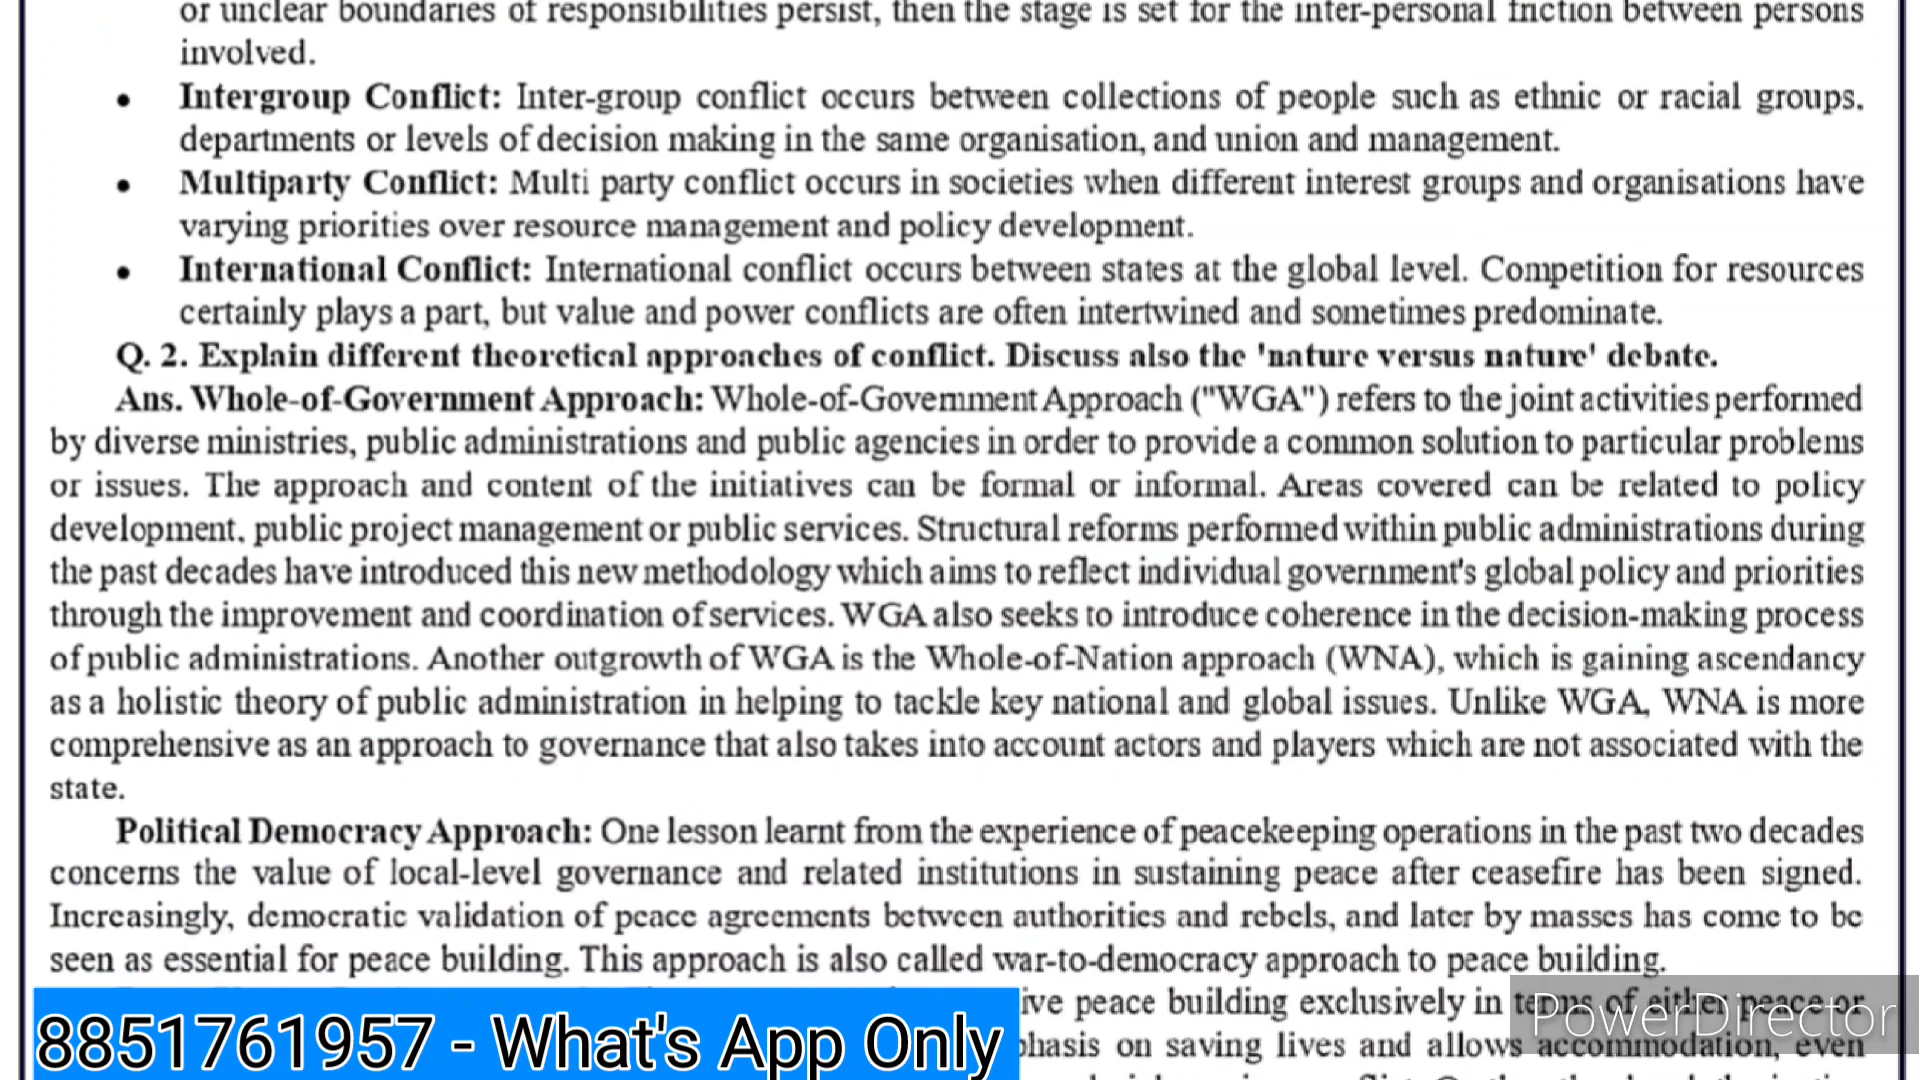 or unclear boundaries of responsibilities persist, then the stage is set for the inter-personal friction between persons
involved.
• Intergroup Conflict: Inter-group conflict occurs between collections of people such as ethnic or racial groups,
departments or levels of decision making in the same organisation, and union and management.
• Multiparty Conflict: Multi party conflict occurs in societies when different interest groups and organisations have
varying priorities over resource management and policy development.
• International Conflict: International conflict occurs between states at the global level. Competition for resources
certainly plays a part, but value and power conflicts are often intertwined and sometimes predominate.
Q. 2. Explain different theoretical approaches of conflict. Discuss also the 'nature versus nature' debate.
Ans. Whole-of-Government Approach: Whole-of-Government Approach ("WGA") refers to the joint activities performed
by diverse ministries, public administrations and public agencies in order to provide a common solution to particular problems
or issues. The approach and content of the initiatives can be formal or informal. Areas covered can be related to policy
development, public project management or public services. Structural reforms performed within public administrations during
the past decades have introduced this new methodology which aims to reflect individual government's global policy and priorities
through the improvement and coordination of services. WGA also seeks to introduce coherence in the decision-making process
of public administrations. Another outgrowth of WGA is the Whole-of-Nation approach (WNA), which is gaining ascendancy
as a holistic theory of public administration in helping to tackle key national and global issues. Unlike WGA, WNA is more
comprehensive as an approach to governance that also takes into account actors and players which are not associated with the
state.
Political Democracy Approach: One lesson learnt from the experience of peacekeeping operations in the past two decades
concerns the value of local-level governance and related institutions in sustaining peace after ceasefire has been signed.
Increasingly, democratic validation of peace agreements between authorities and rebels, and later by masses has come to be
seen as essential for peace building. This approach is also called war-to-democracy approach to peace building.
ive peace building exclusively in terms of either peace or
8851761957 - What's App Only
PowerDirector
phasis on saving lives and allows accommodation, even